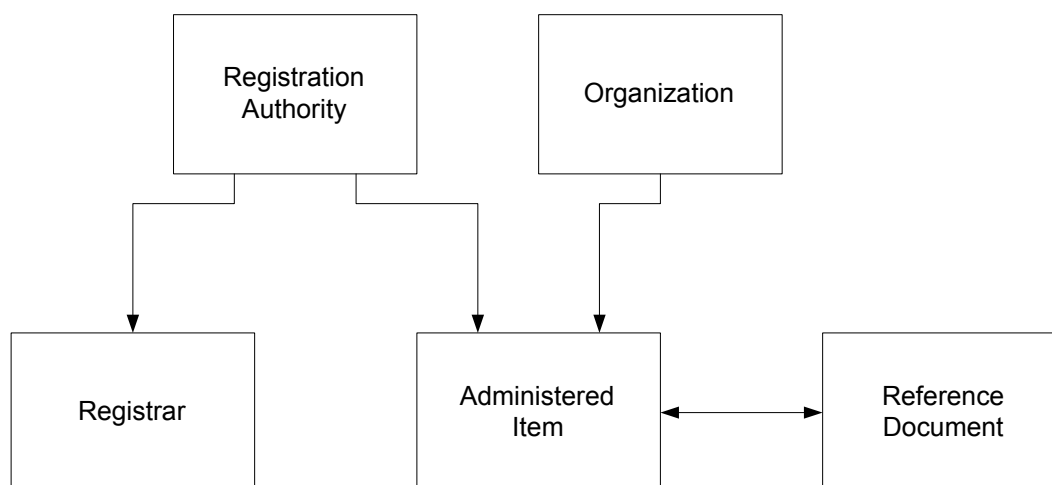 Registration
Authority
Organization
Registrar
Administered
Item
Reference
Document